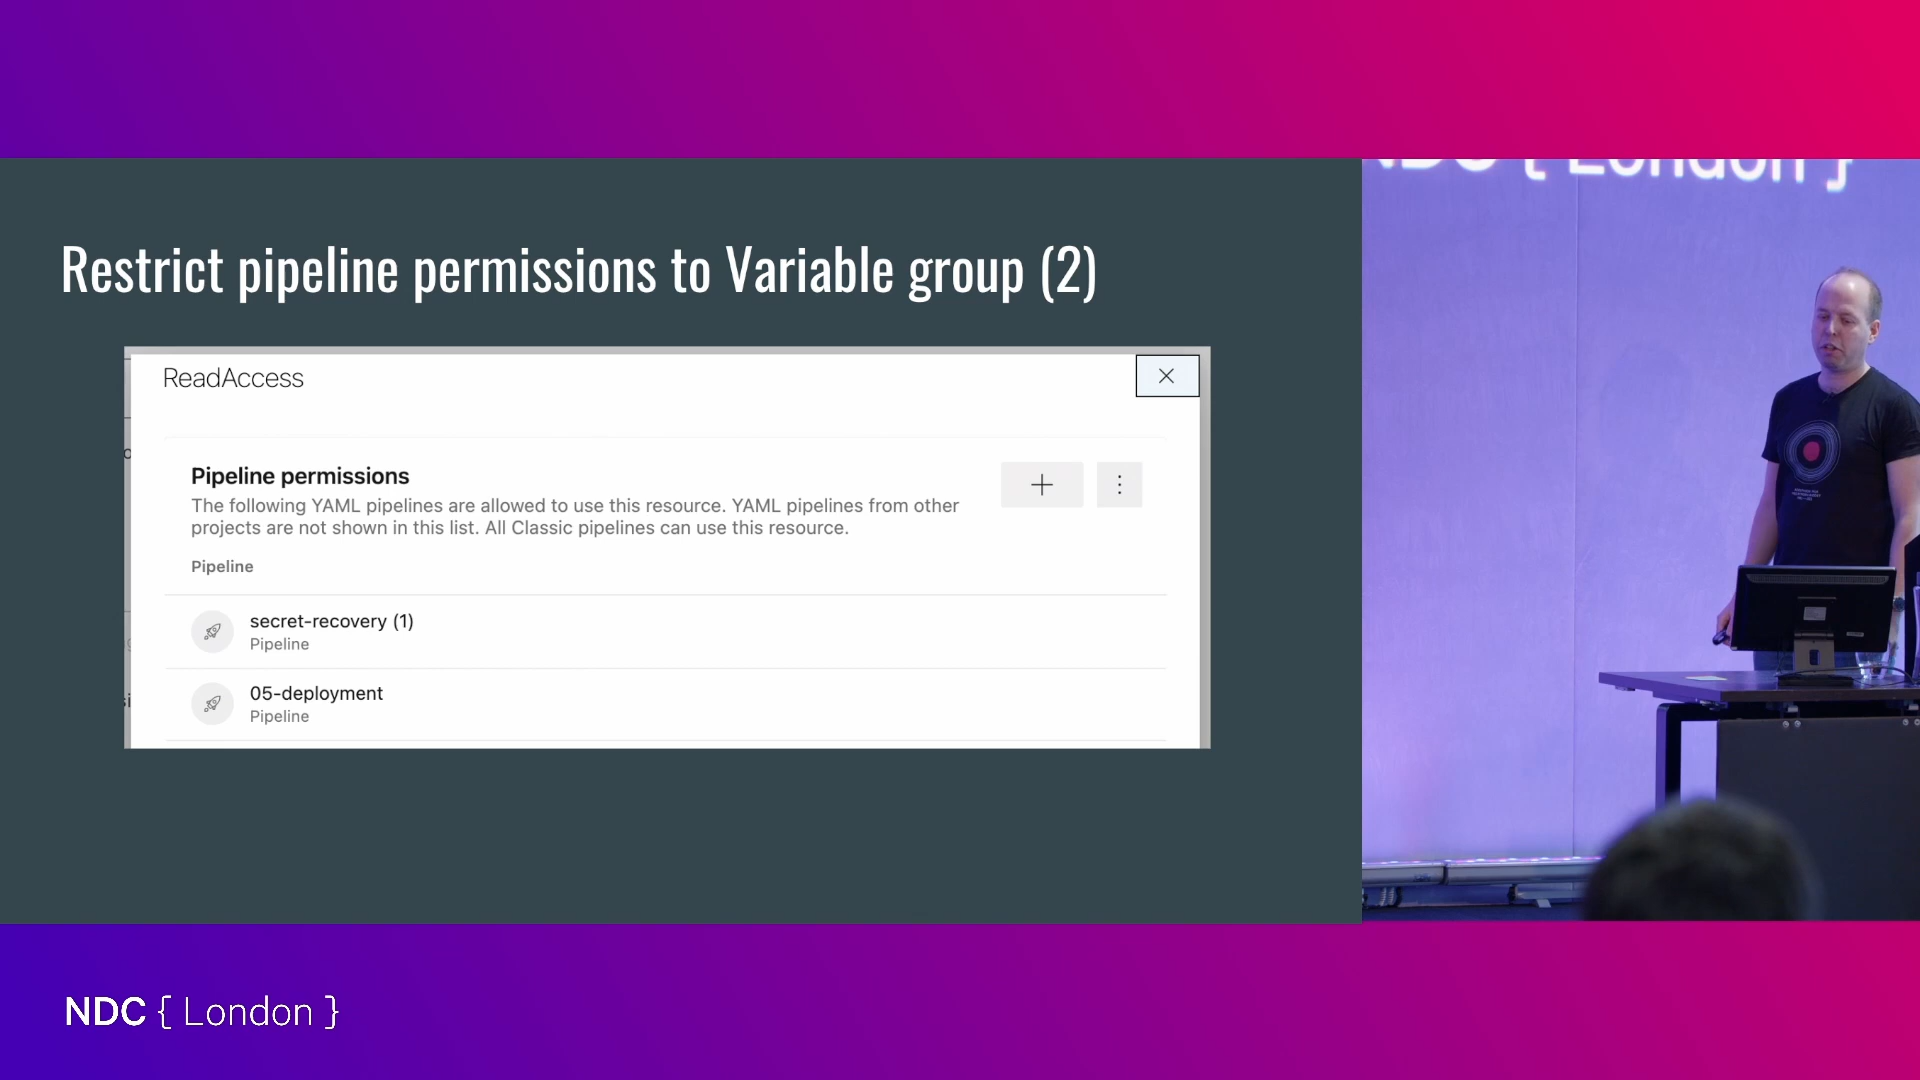 NDC { London }
Restrict pipeline permissions to Variable group (2)
ReadAccess
Pipeline permissions
The following YAML pipelines are allowed to use this resource. YAML pipelines from other
projects are not shown in this list. All Classic pipelines can use this resource.
Pipeline
secret-recovery (1)
Pipeline
05-deployment
Pipeline
NDC { London }